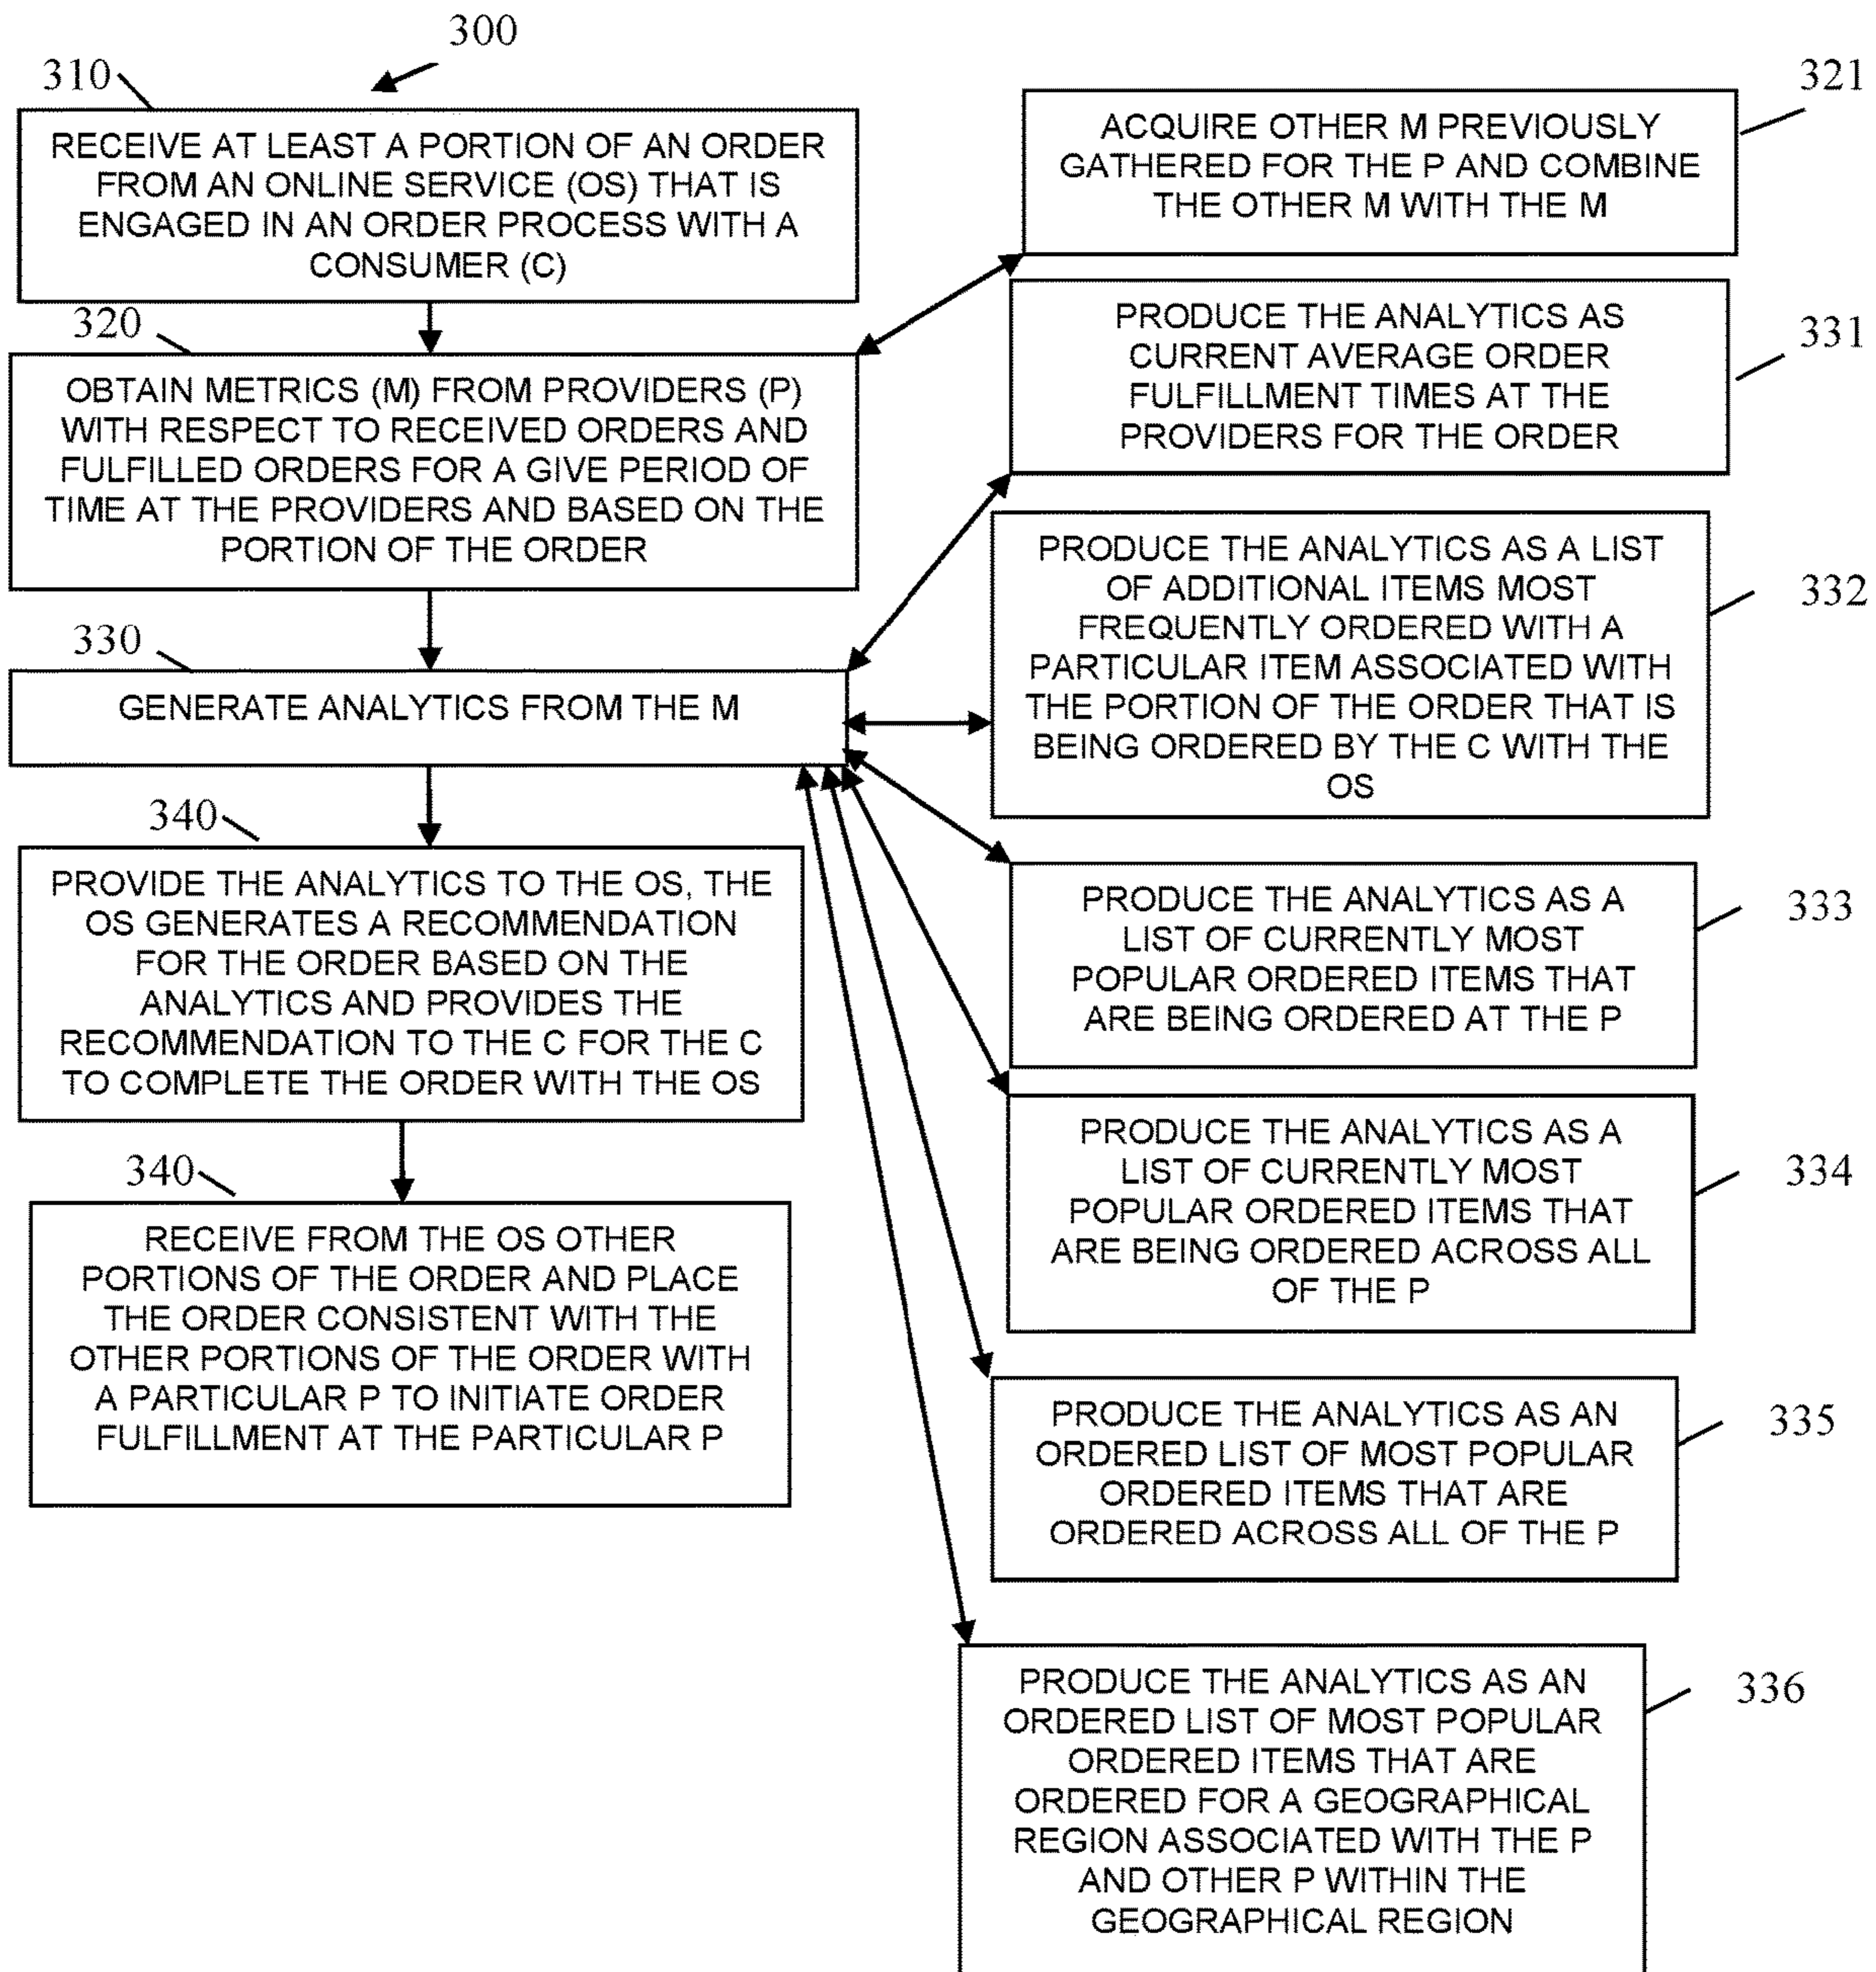 300
310
RECEIVE AT LEAST A PORTION OF AN ORDER
FROM AN ONLINE SERVICE (OS) THAT IS
ENGAGED IN AN ORDER PROCESS WITH A
CONSUMER (C)
320
OBTAIN METRICS (M) FROM PROVIDERS (P)
WITH RESPECT TO RECEIVED ORDERS AND
FULFILLED ORDERS FOR A GIVE PERIOD OF
TIME AT THE PROVIDERS AND BASED ON THE
PORTION OF THE ORDER
330
GENERATE ANALYTICS FROM THE M
340
PROVIDE THE ANALYTICS TO THE OS, THE
OS GENERATES A RECOMMENDATION
FOR THE ORDER BASED ON THE
ANALYTICS AND PROVIDES THE
RECOMMENDATION TO THE C FOR THE C
TO COMPLETE THE ORDER WITH THE OS
340
RECEIVE FROM THE OS OTHER
PORTIONS OF THE ORDER AND PLACE
THE ORDER CONSISTENT WITH THE
OTHER PORTIONS OF THE ORDER WITH
A PARTICULAR P TO INITIATE ORDER
FULFILLMENT AT THE PARTICULAR P
321
ACQUIRE OTHER M PREVIOUSLY
GATHERED FOR THE P AND COMBINE
THE OTHER M WITH THE M
331
PRODUCE THE ANALYTICS AS
CURRENT AVERAGE ORDER
FULFILLMENT TIMES AT THE
PROVIDERS FOR THE ORDER
332
PRODUCE THE ANALYTICS AS A LIST
OF ADDITIONAL ITEMS MOST
FREQUENTLY ORDERED WITH A
PARTICULAR ITEM ASSOCIATED WITH
THE PORTION OF THE ORDER THAT IS
BEING ORDERED BY THE C WITH THE
OS
333
PRODUCE THE ANALYTICS AS A
LIST OF CURRENTLY MOST
POPULAR ORDERED ITEMS THAT
ARE BEING ORDERED AT THE P
334
PRODUCE THE ANALYTICS AS A
LIST OF CURRENTLY MOST
POPULAR ORDERED ITEMS THAT
ARE BEING ORDERED ACROSS ALL
OF THE P
335
PRODUCE THE ANALYTICS AS AN
ORDERED LIST OF MOST POPULAR
ORDERED ITEMS THAT ARE
ORDERED ACROSS ALL OF THE P
336
PRODUCE THE ANALYTICS AS AN
ORDERED LIST OF MOST POPULAR
ORDERED ITEMS THAT ARE
ORDERED FOR A GEOGRAPHICAL
REGION ASSOCIATED WITH THE P
AND OTHER P WITHIN THE
GEOGRAPHICAL REGION